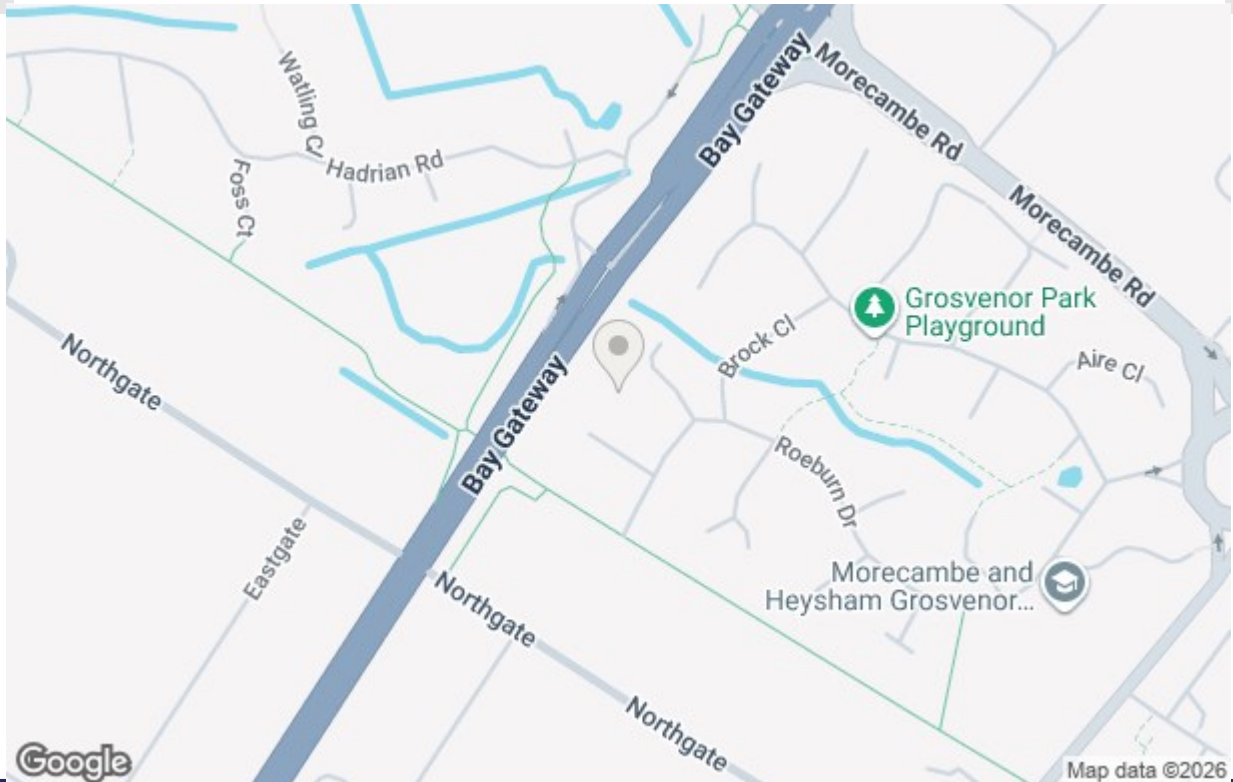 Watling C
Hadrian Rd
Foss Ct
Bay Gateway
Morecambe Rd
Morecambe Rd
Grosvenor Park
Playground
Brock Cl
Aire Cl
Northgate
Bay Gateway
Roeburn Dr
Eastgate
Morecambe and
Heysham Grosvenor...
Northgate
Northgate
Google
Map data ©2026